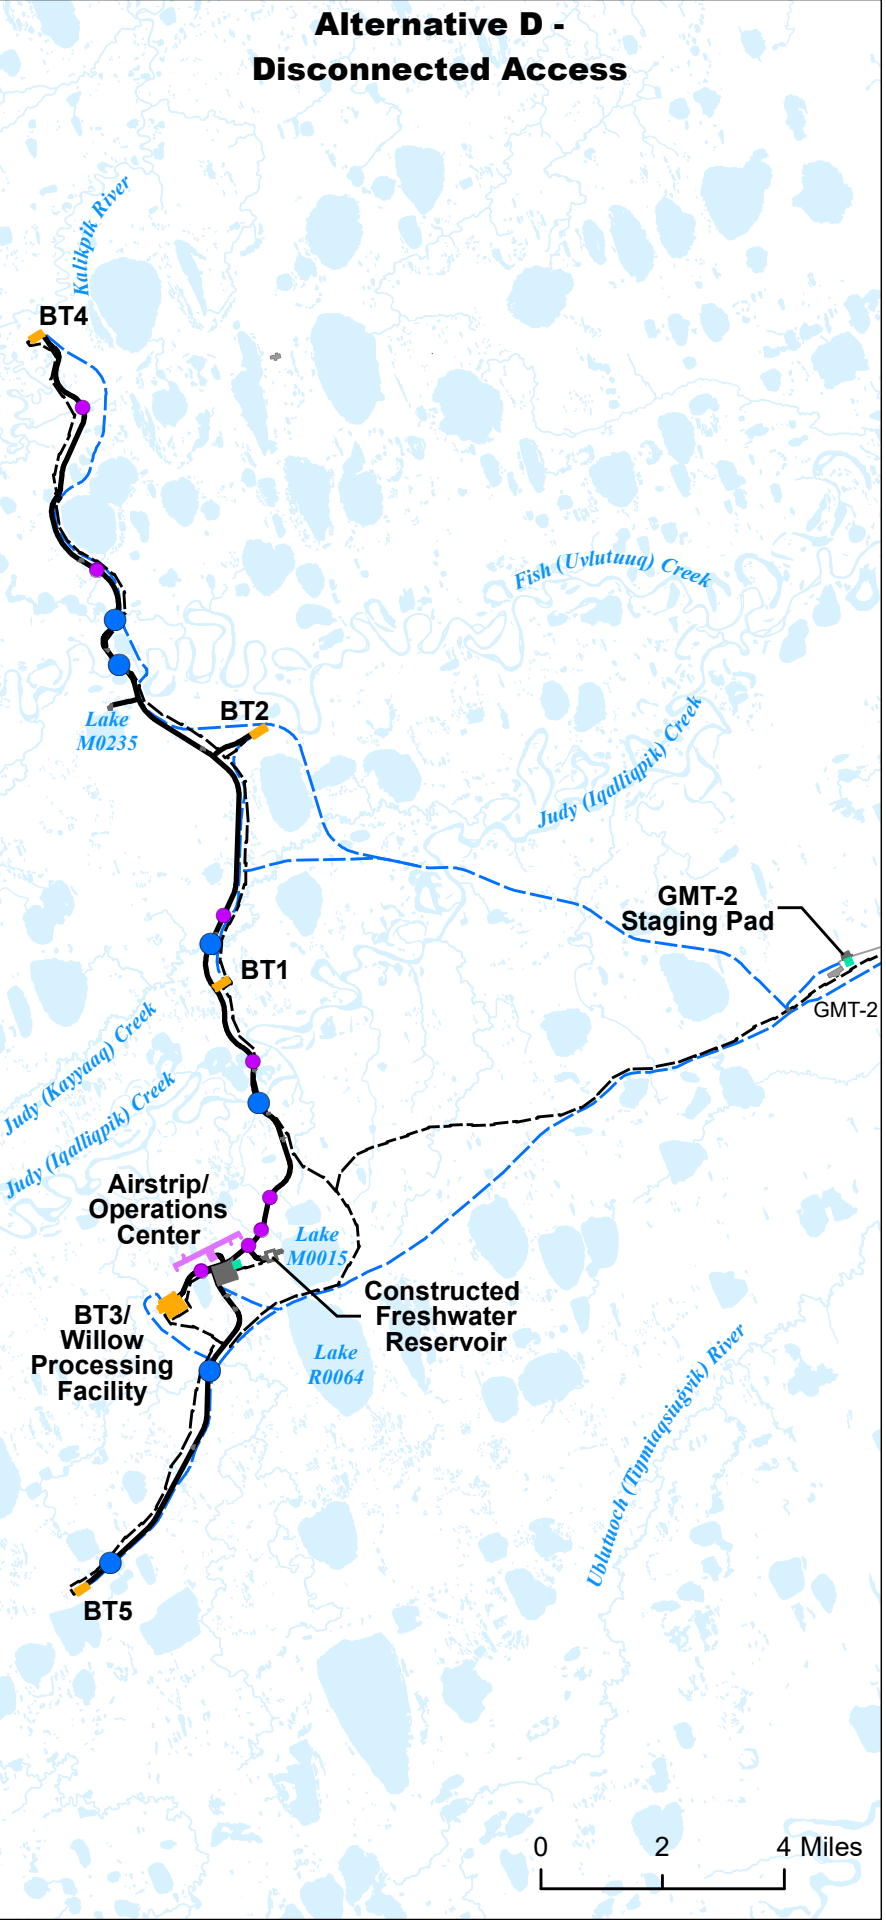 Alternative D -
Disconnected Access
Kalikpik River
BT4
Fish (Uvlutuuq) Creek
BT2
Lake
M0235
Judy (Iqalliqpik) Creek
GMT-2
Staging Pad
BT1
GMT-2
Judy (Kayyaaq) Creek
Judy (Iqalliqpik) Creek
Airstrip/
Operations
Center
Lake
M0015
Constructed
Freshwater
Reservoir
BT3/
Willow
Processing
Facility
Lake
R0064
Ublutuoch (Tiŋmiaqsiuġvik) River
BT5
0 2 4 Miles